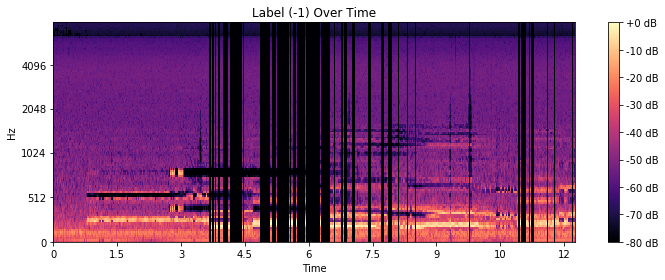 Label (-1) Over Time
+0 dB
-10 dB
4096
-20 dB
-30 dB
2048
Hz
-40 dB
1024
-50 dB
-60 dB
512
-70 dB
0
-80 dB
0 1.5 3 4.5 6 7.5 9 10.5 12
Time